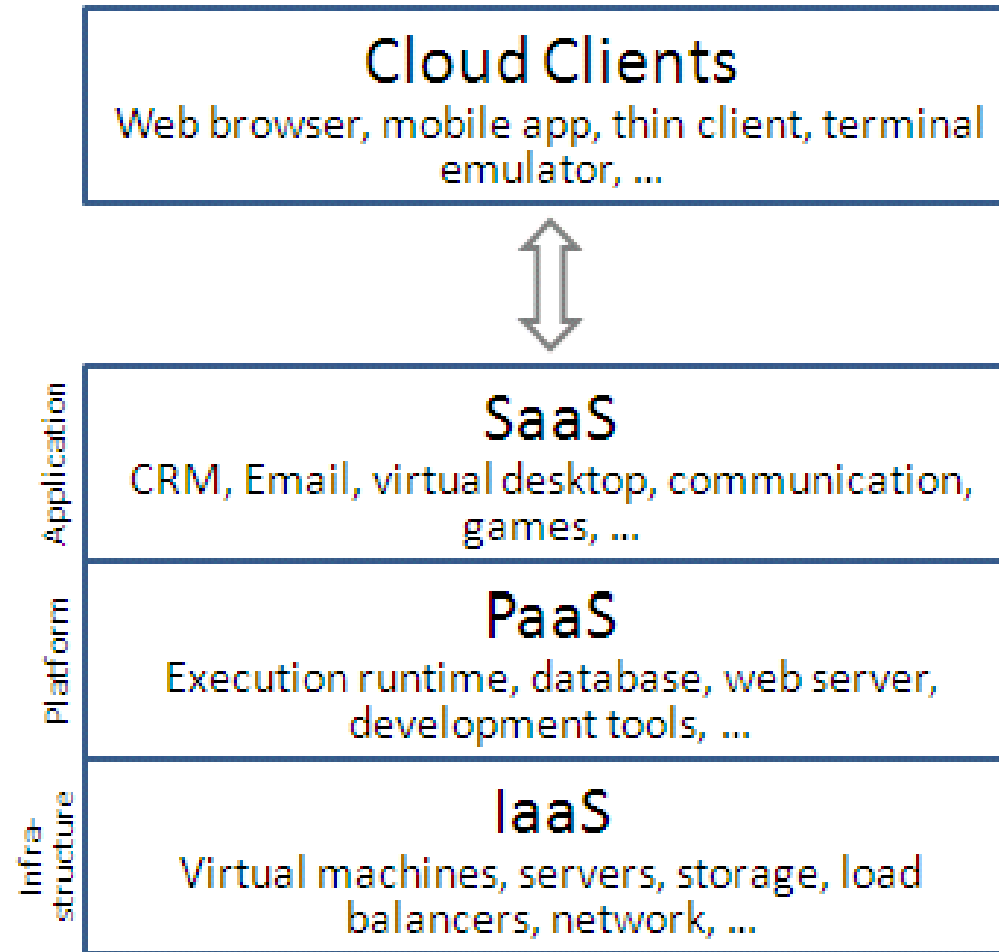 Cloud Clients
Web browser, mobile app, thin client, terminal
emulator, ...
Application
SaaS
CRM, Email, virtual desktop, communication,
games, ...
Platform
PaaS
Execution runtime, database, web server,
development tools, ...
Infra-
structure
IaaS
Virtual machines, servers, storage, load
balancers, network, ...